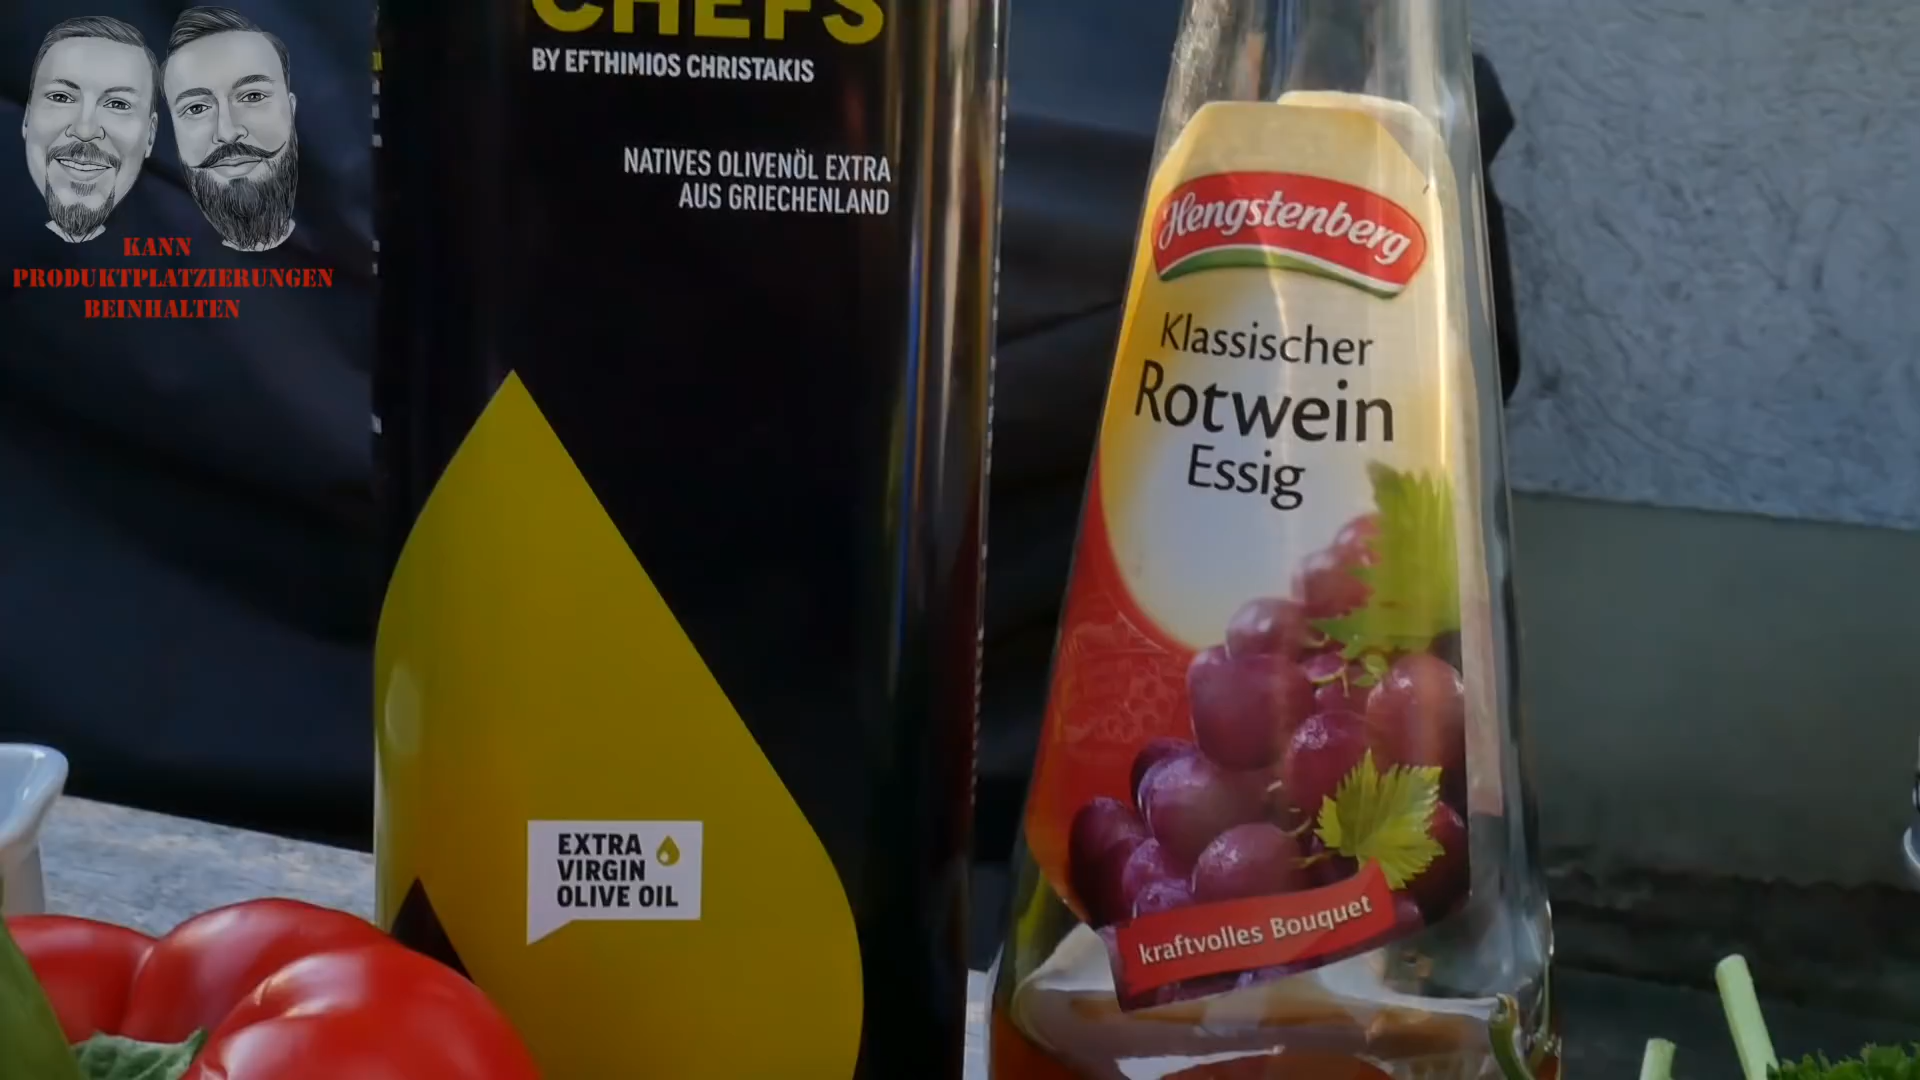 KANN
PRODUKTPLATZIERUNGEN
BEINHALTEN
CHEFS
BY EFTHIMIOS CHRISTAKIS
NATIVES OLIVENÖL EXTRA
AUS GRIECHENLAND
EXTRA
VIRGIN
OLIVE OIL
Hengstenberg
Klassischer
Rotwein
Essig
kraftvolles Bouquet